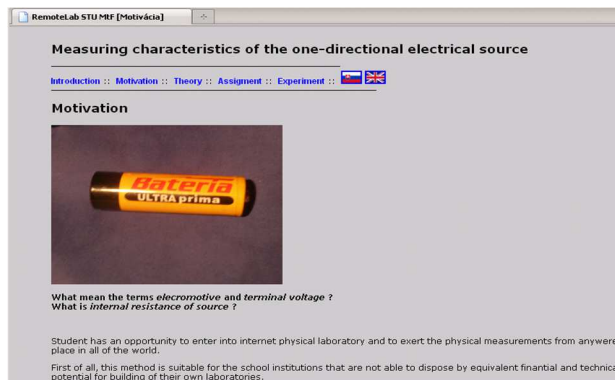 RemoteLab STU MtF [Motivácia]
Measuring characteristics of the one-directional electrical source
Introduction :: Motivation :: Theory :: Assigment :: Experiment ::
Motivation
Bateria
ULTRA prima
What mean the terms elecromotive and terminal voltage ?
What is internal resistance of source ?
Student has an opportunity to enter into internet physical laboratory and to exert the physical measurements from anywere
place in all of the world.
First of all, this method is suitable for the school institutions that are not able to dispose by equivalent finantial and technic
potential for building of their own laboratories.